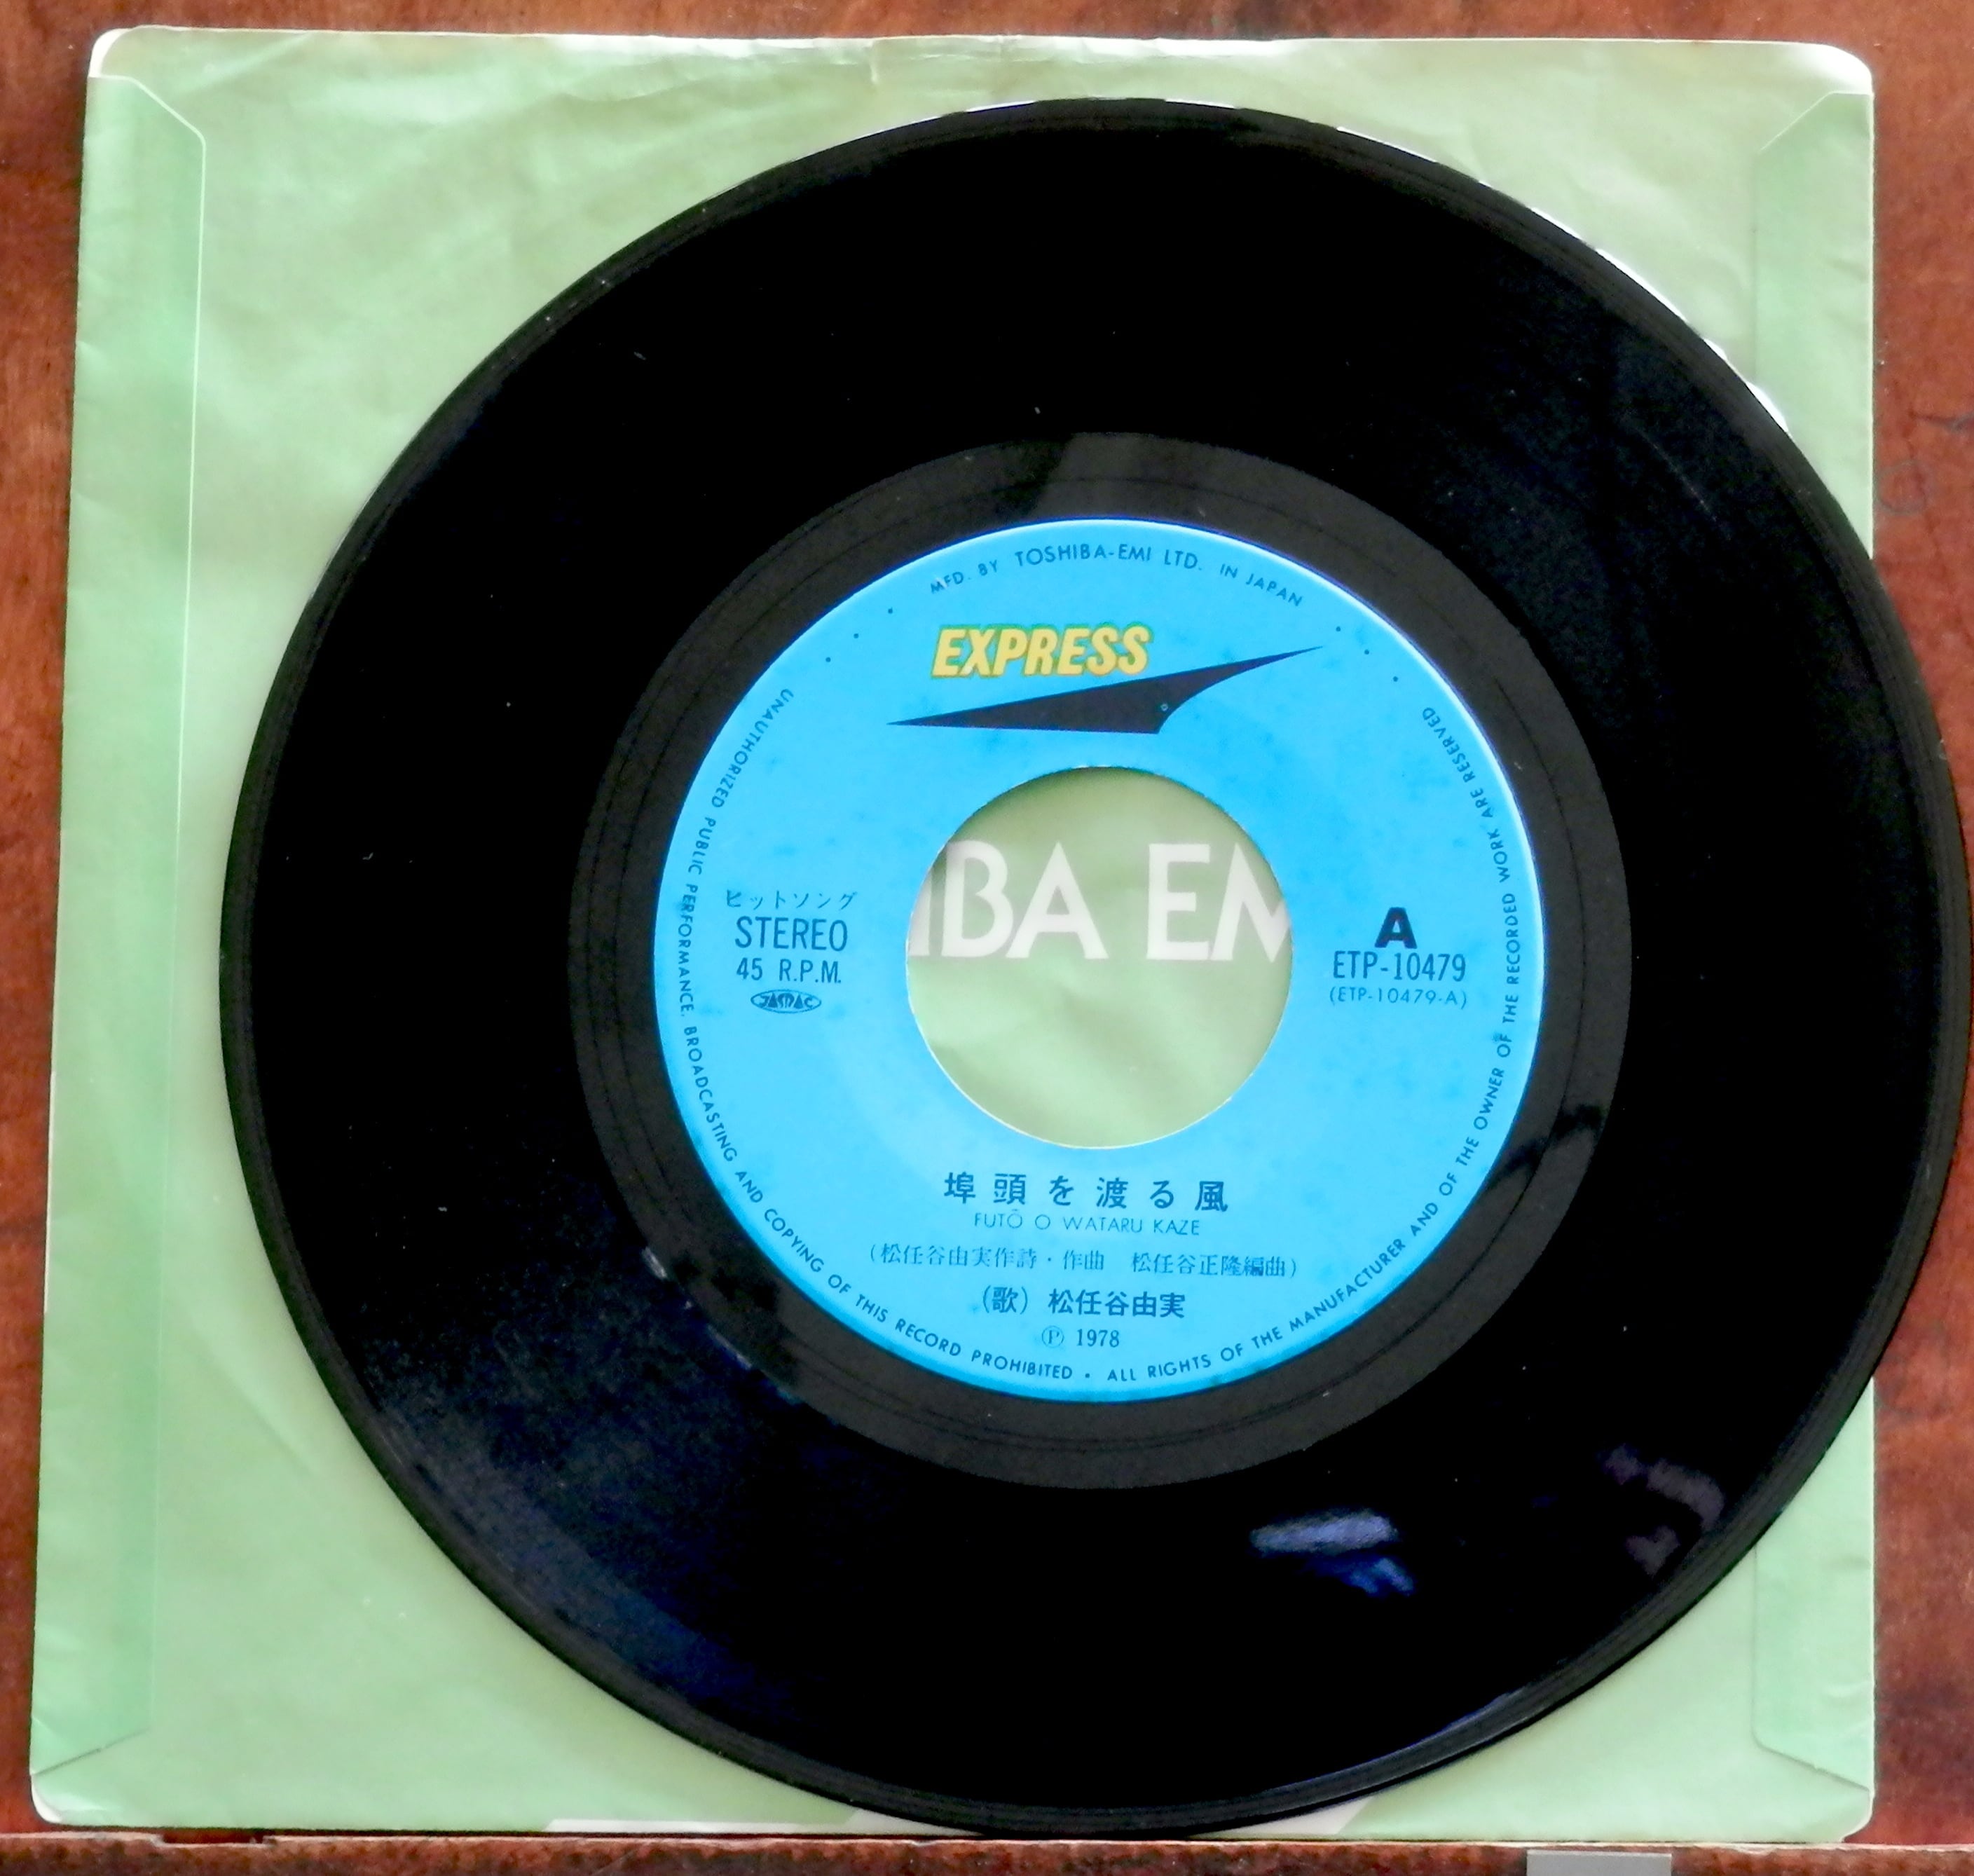 MFD. BY TOSHIBA-EMI LTD. IN JAPAN
EXPRESS
BA EM
ヒットソング
STEREO
45 R.P.M.
JASRAC
A
ETP-10479
(ETP-10479-A)
埠頭を渡る風
FUTŌ O WATARU KAZE
(松任谷由実作詩・作曲 松任谷正隆編曲)
(歌) 松任谷由実
Ⓟ 1978
UNAUTHORIZED PUBLIC PERFORMANCE, BROADCASTING AND COPYING OF THIS RECORD PROHIBITED • ALL RIGHTS OF THE MANUFACTURER AND OF THE OWNER OF THE RECORDED WORK ARE RESERVED